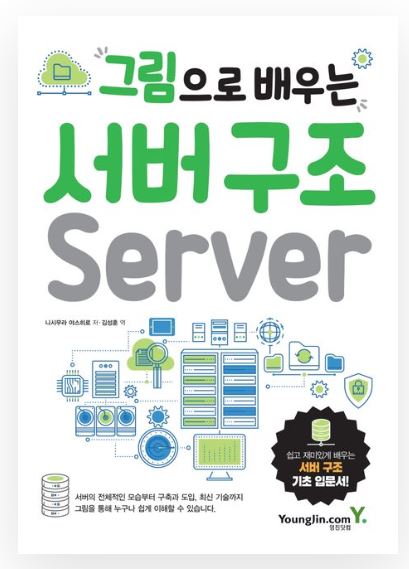 그림으로 배우는
서버 구조
Server
니시무라 야스히로 저 · 김성훈 역
쉽고 재미있게 배우는
서버 구조
기초 입문서!
서버의 전체적인 모습부터 구축과 도입, 최신 기술까지
그림을 통해 누구나 쉽게 이해할 수 있습니다.
YoungJin.com Y.
영진닷컴